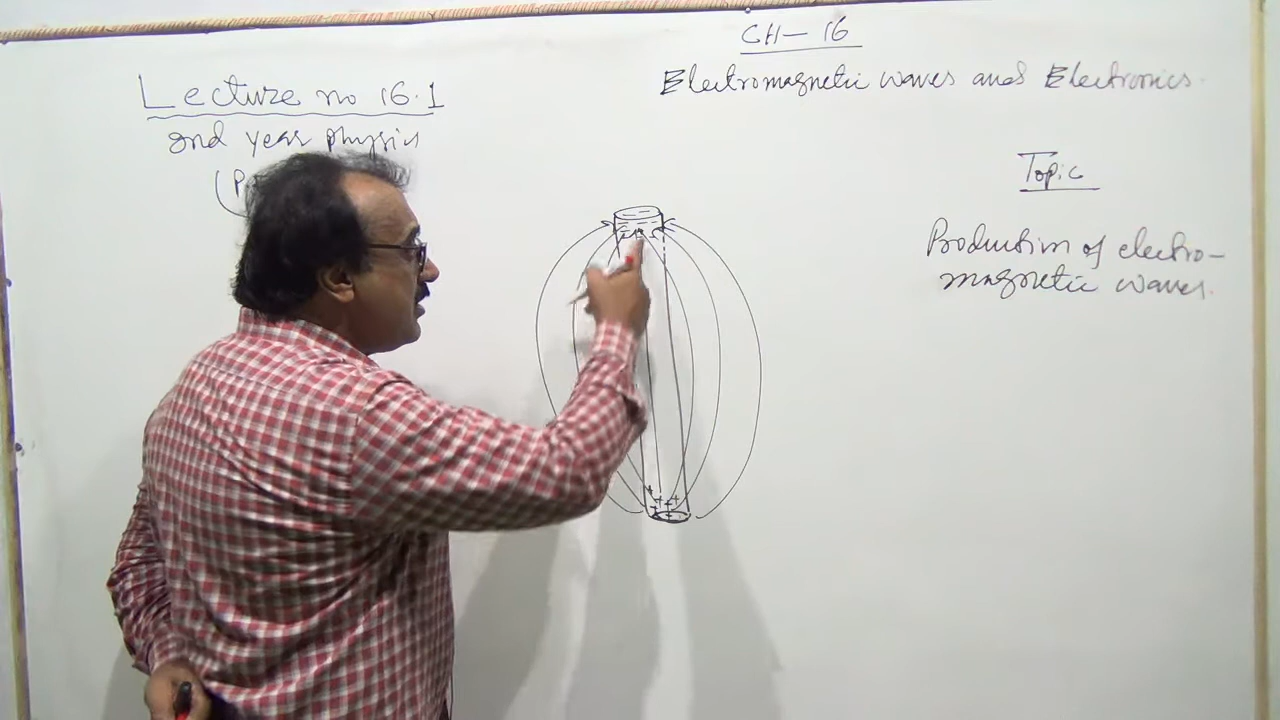 CH-16
Electromagnetic waves and Electronics.
Lecture no 16.1
2nd year physics
Topic
Production of electro-
magnetic waves.